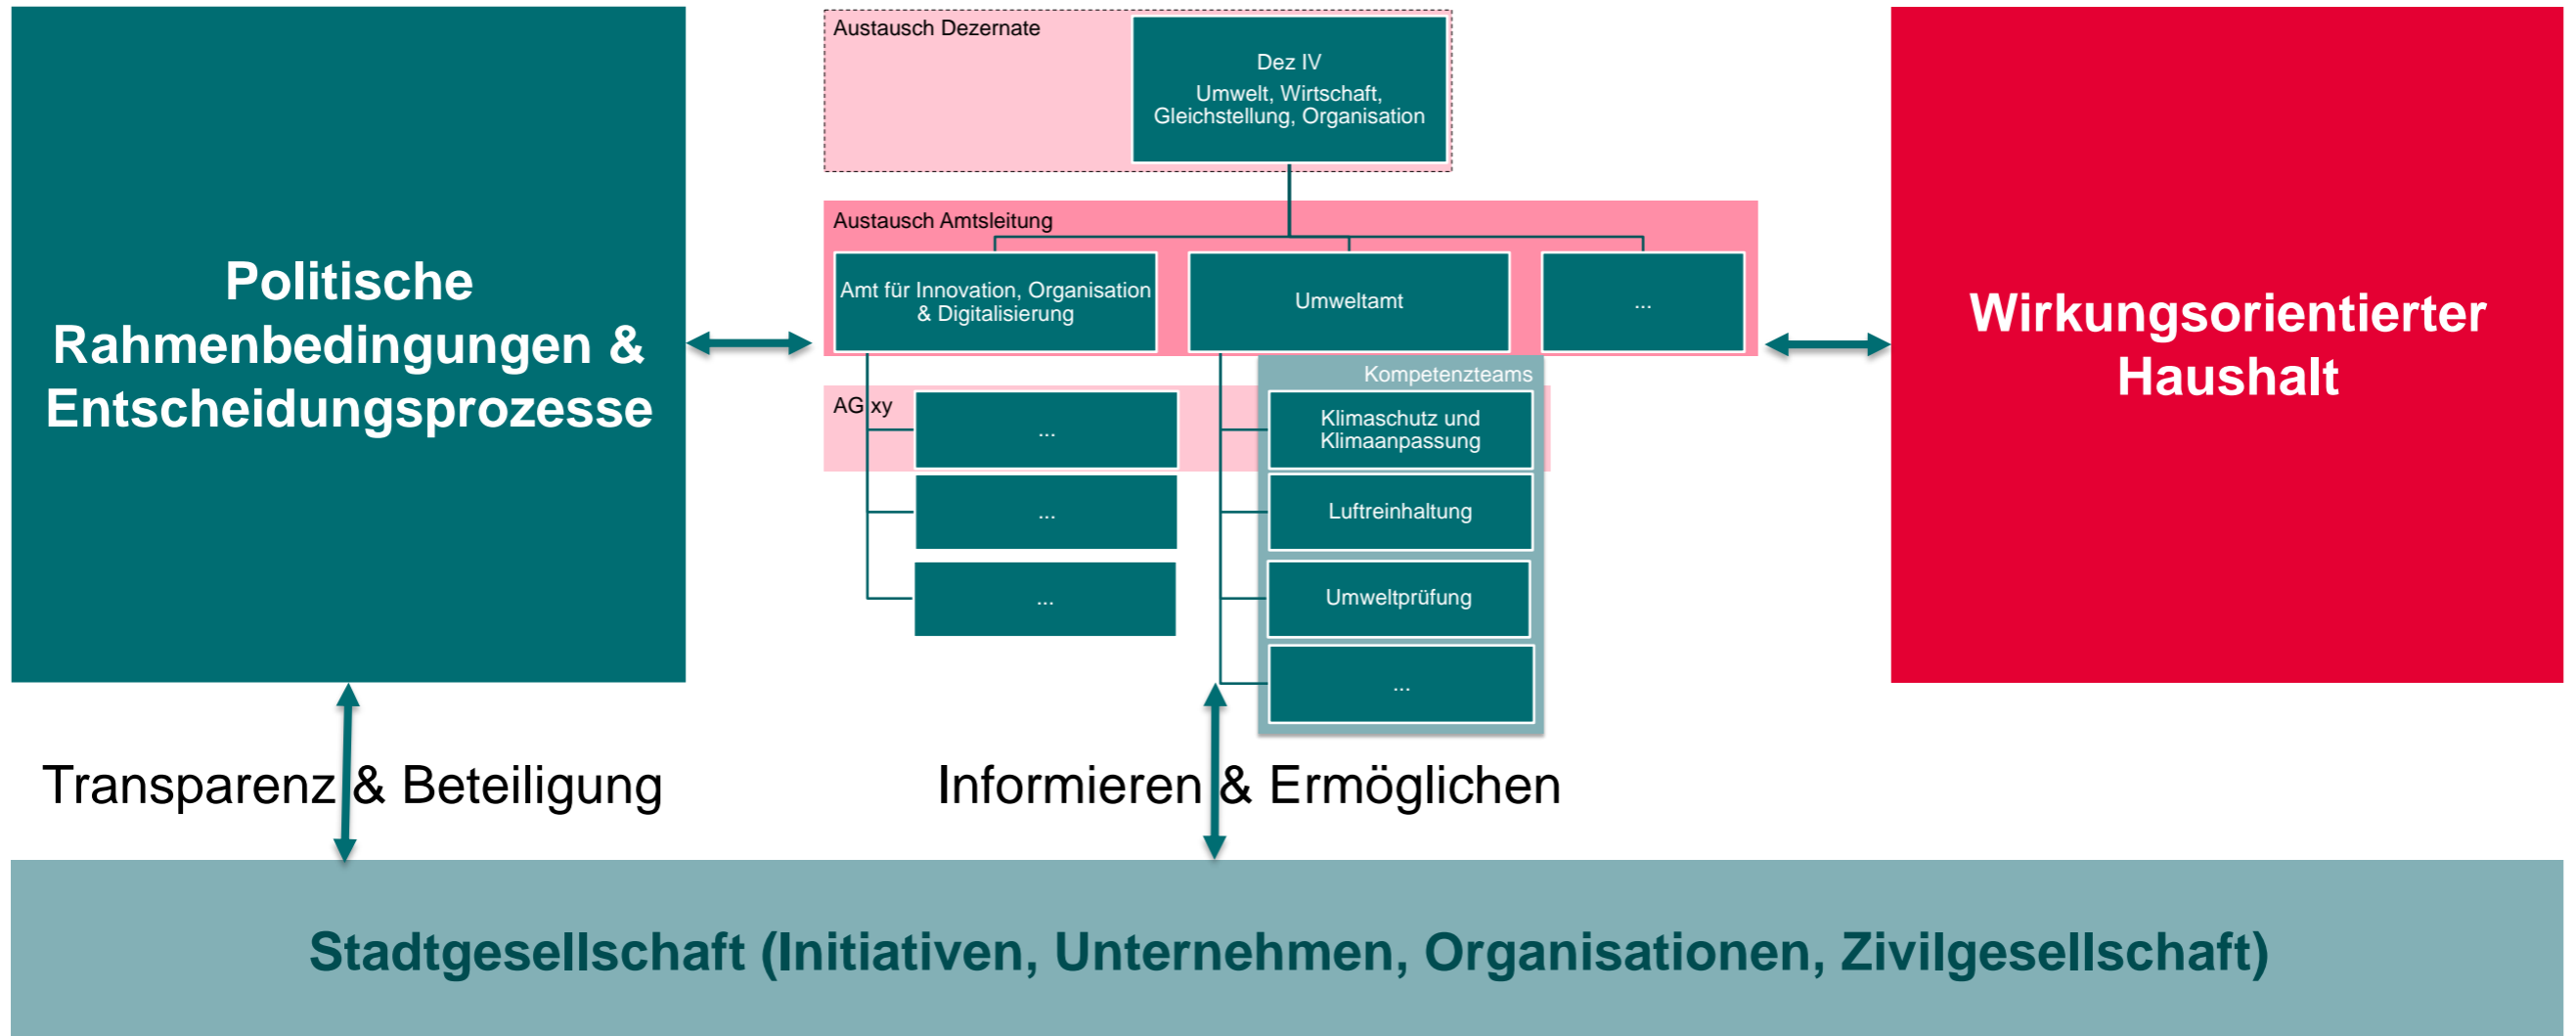 Politische
Rahmenbedingungen &
Entscheidungsprozesse
Austausch Dezernate
Dez IV
Umwelt, Wirtschaft,
Gleichstellung, Organisation
Austausch Amtsleitung
Amt für Innovation, Organisation
& Digitalisierung
Umweltamt
...
Kompetenzteams
AG xy
...
Klimaschutz und
Klimaanpassung
...
Luftreinhaltung
...
Umweltprüfung
...
Wirkungsorientierter
Haushalt
Transparenz & Beteiligung
Informieren & Ermöglichen
Stadtgesellschaft (Initiativen, Unternehmen, Organisationen, Zivilgesellschaft)